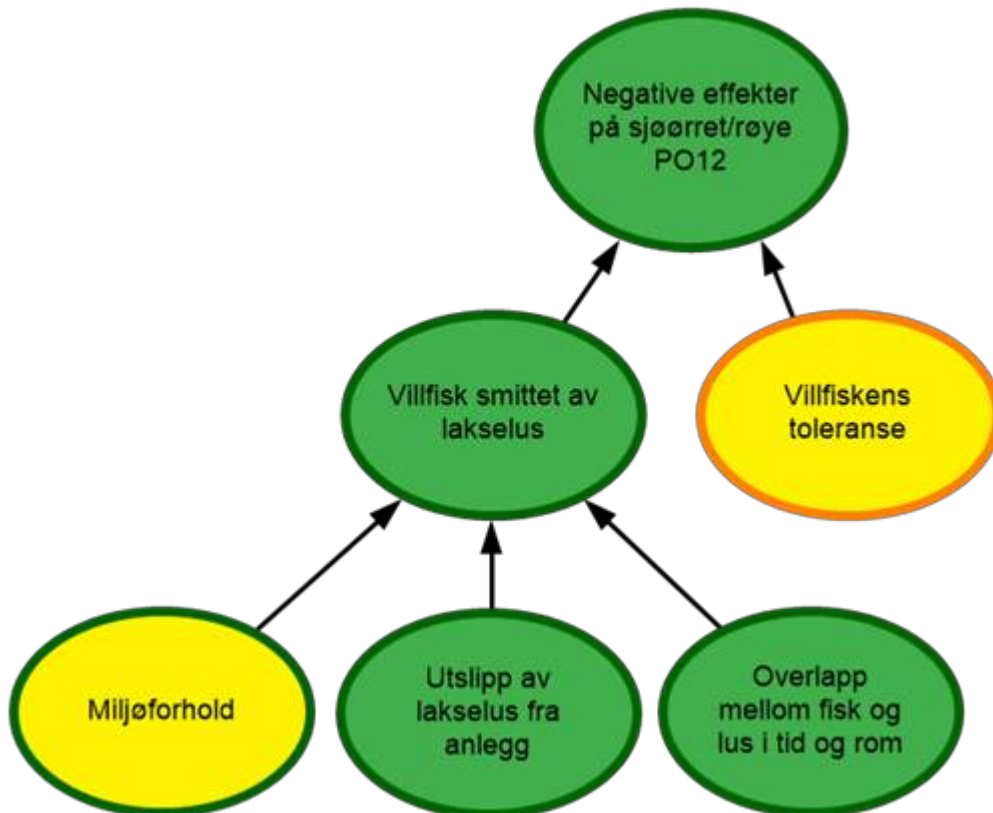 Negative effekter
på sjøørret/røye
PO12
Villfisk smittet av
lakselus
Villfiskens
toleranse
Miljøforhold
Utslipp av
lakselus fra
anlegg
Overlapp
mellom fisk og
lus i tid og rom